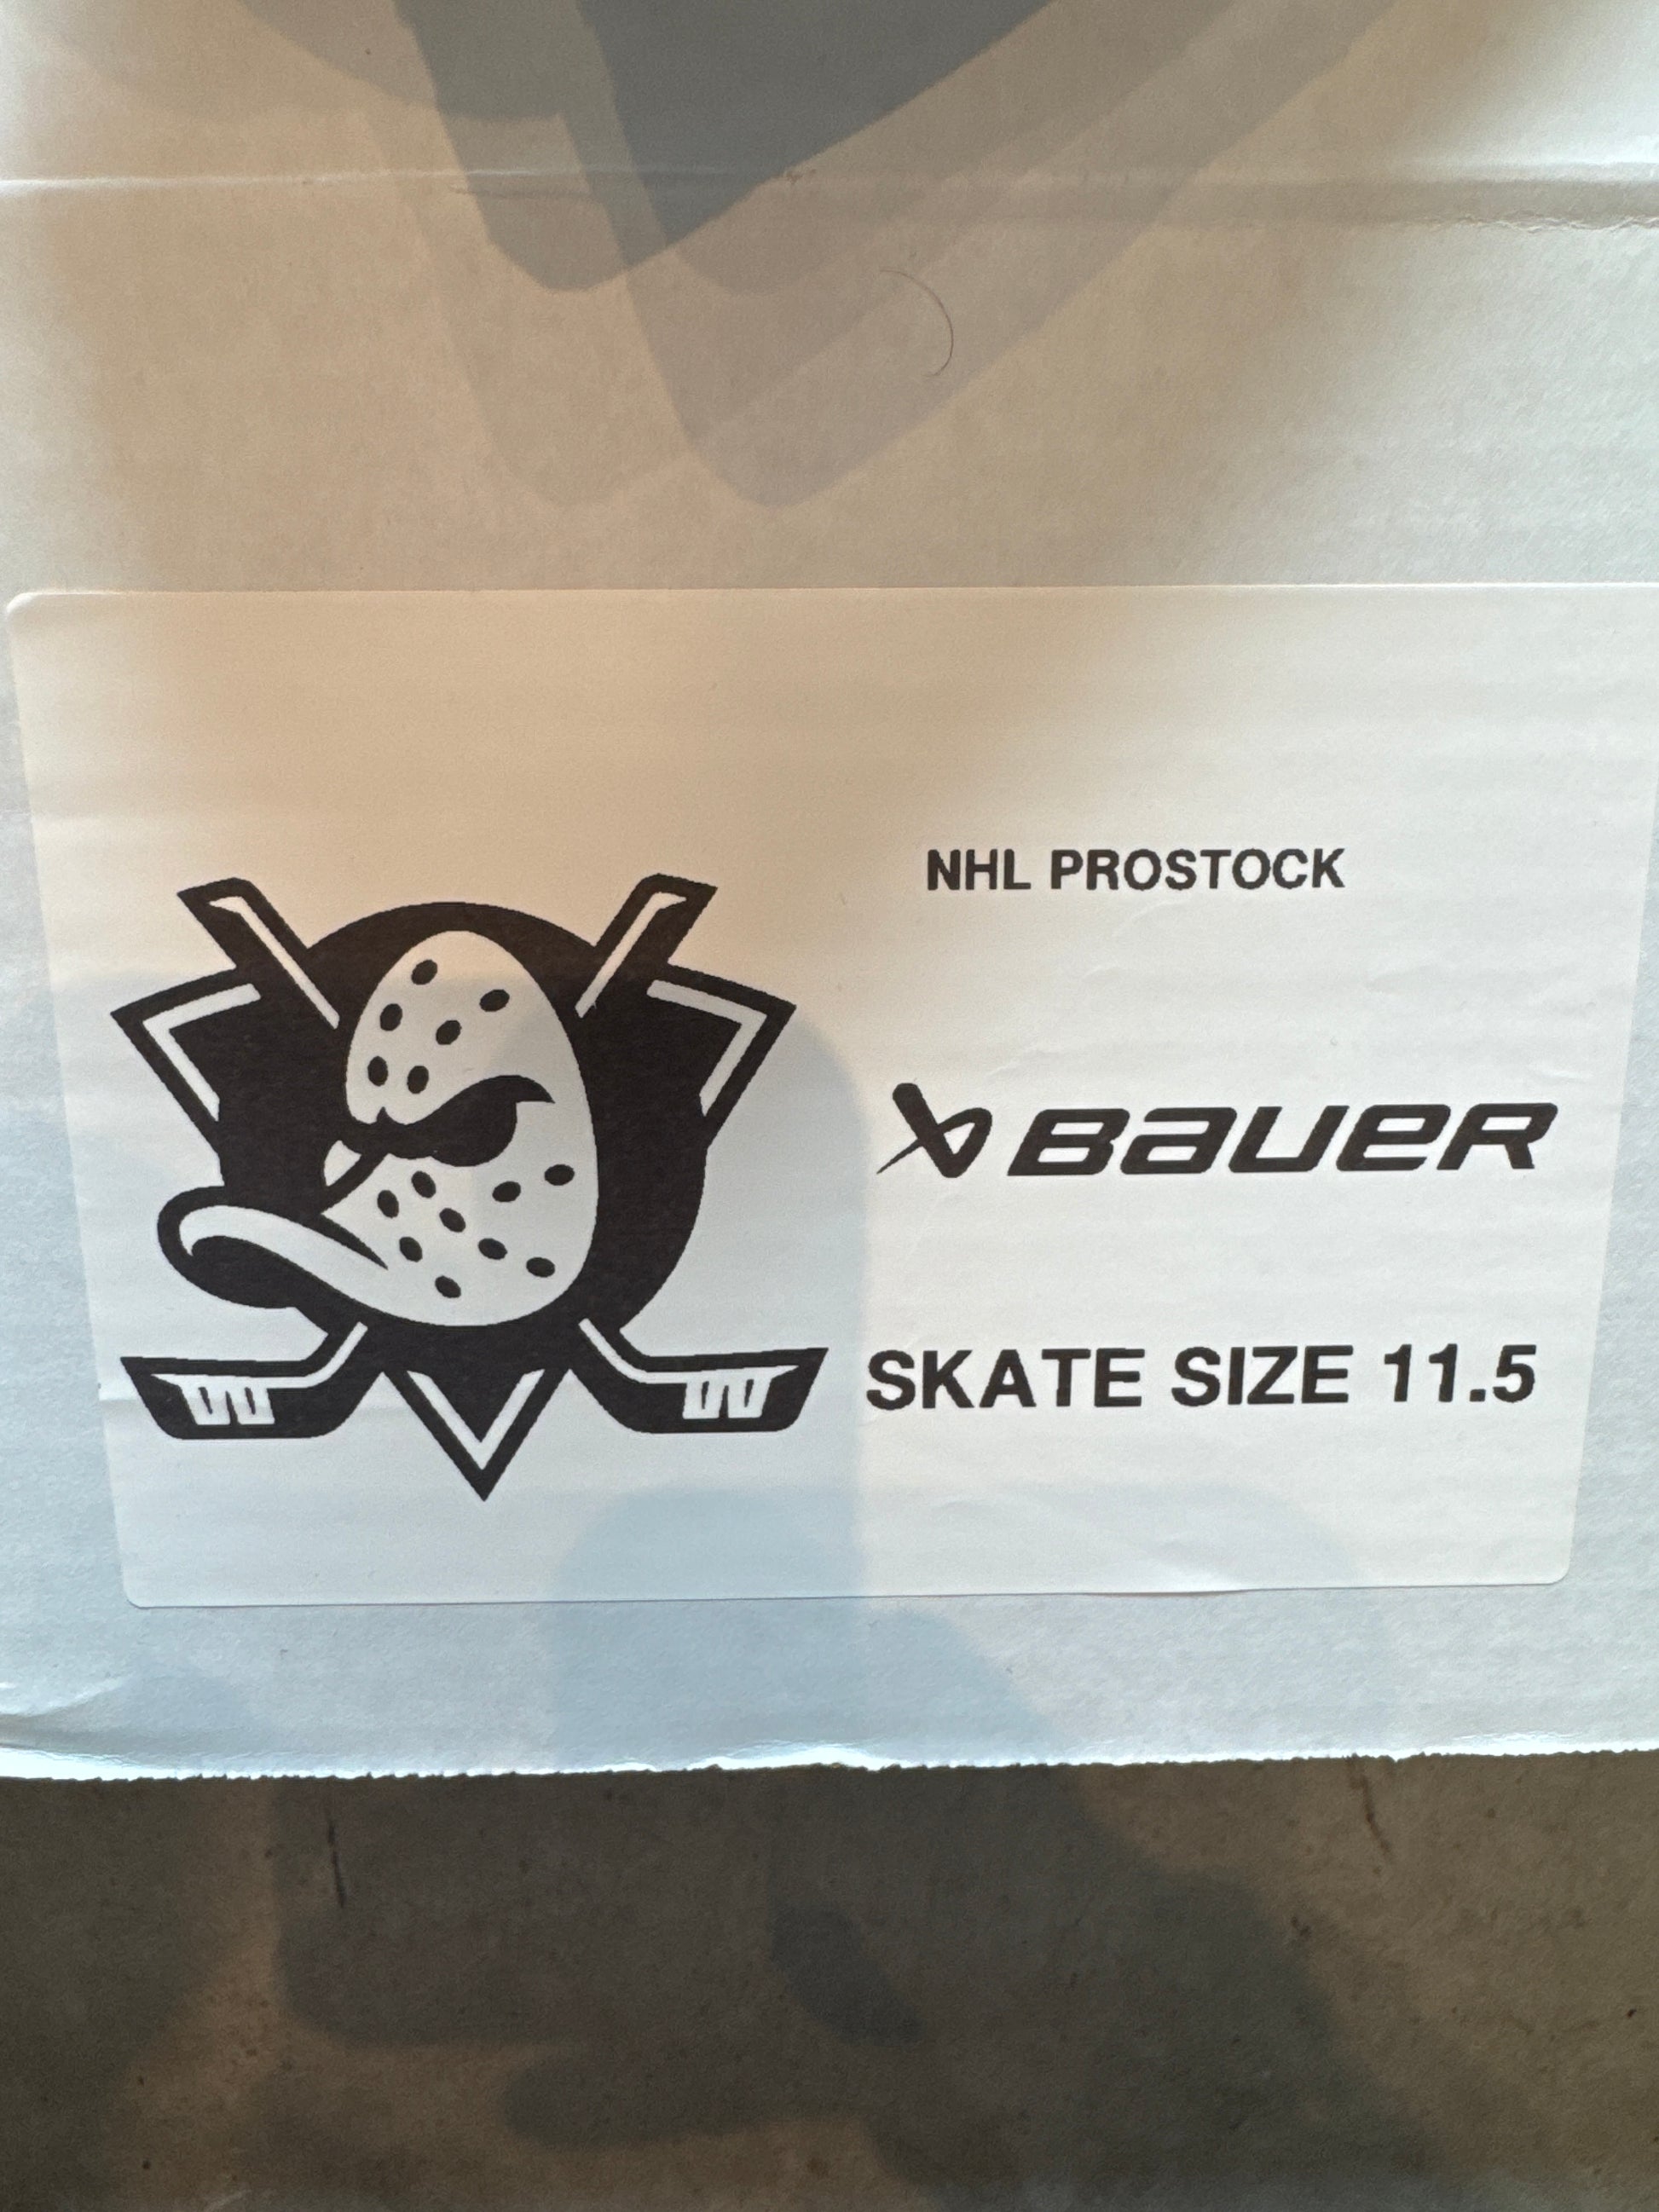 NHL PROSTOCK
BAUER
SKATE SIZE 11.5